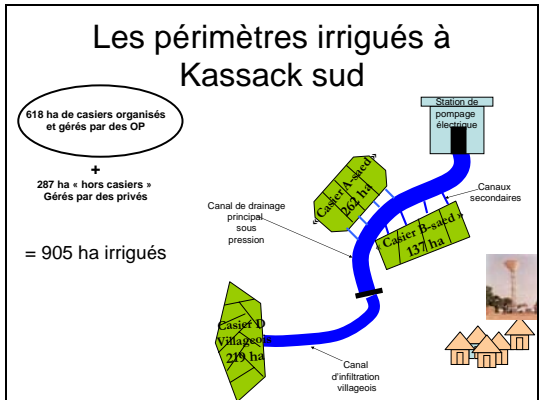 Les périmètres irrigués à
Kassack sud
618 ha de casiers organisés
et gérés par des OP
+
287 ha « hors casiers »
Gérés par des privés
= 905 ha irrigués
Station de
pompage
électrique
« Casier A-saed »
262 ha
Canaux
secondaires
Canal de drainage
principal
sous
pression
« Casier B-saed »
137 ha
Casier D
Villageois
219 ha
Canal
d'infiltration
villageois